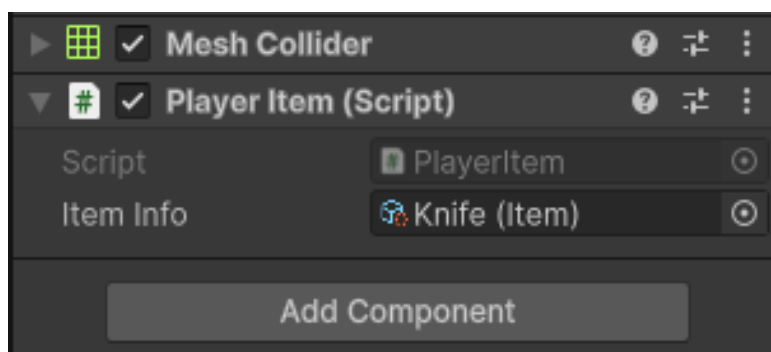 Mesh Collider
# Player Item (Script)
Script # PlayerItem
Item Info Knife (Item)
Add Component